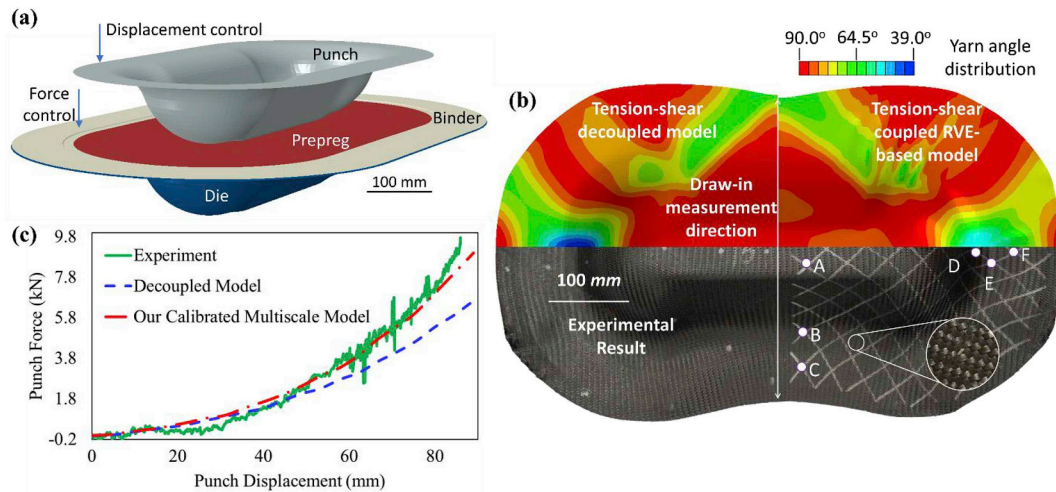 (a)
Displacement control
Punch
Force
control
Binder
Prepreg
Die
100 mm
90.0° 64.5° 39.0°
Yarn angle
distribution
(b)
Tension-shear
decoupled model
Tension-shear
coupled RVE-
based model
Draw-in
measurement
direction
A
D
F
E
100 mm
B
Experimental
Result
C
(c)
9.8
7.8
5.8
3.8
1.8
-0.2
Punch Force (kN)
Experiment
Decoupled Model
Our Calibrated Multiscale Model
0 20 40 60 80
Punch Displacement (mm)